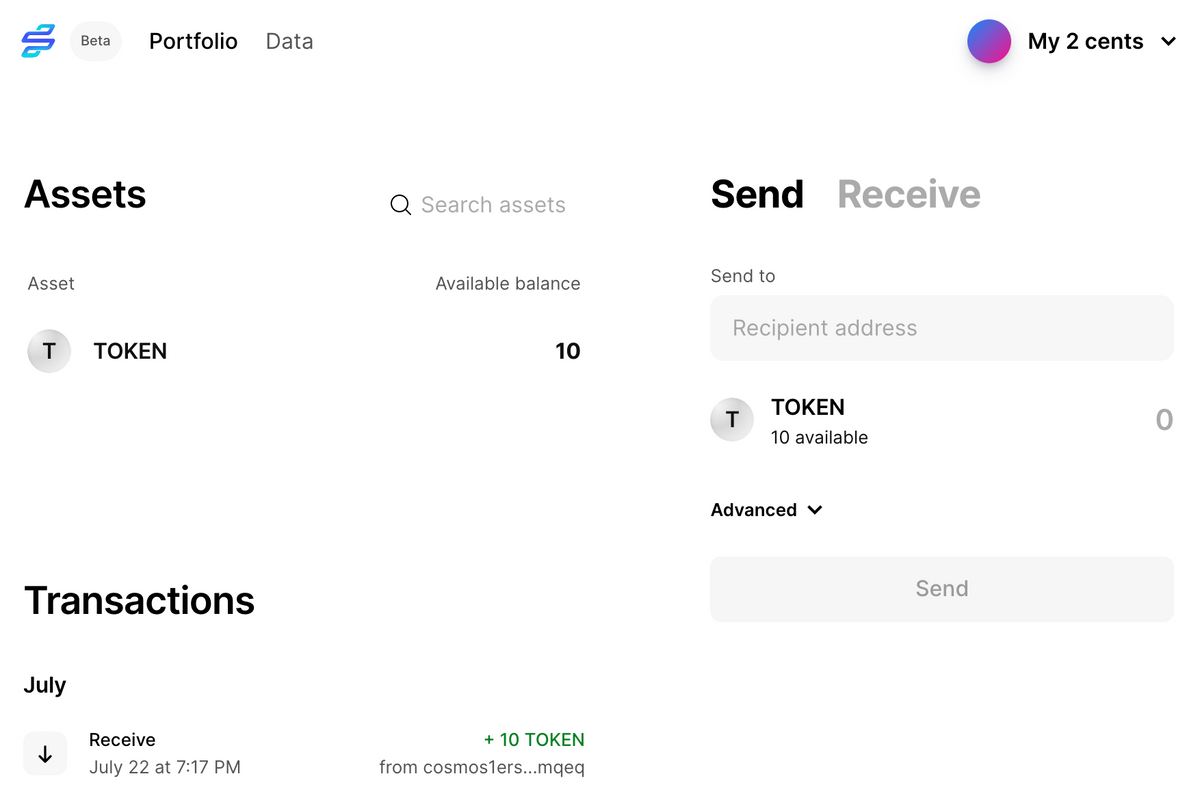 Beta
Portfolio
Data
My 2 cents
Assets
Search assets
Asset
Available balance
T
TOKEN
10
Transactions
July
Receive
+ 10 TOKEN
July 22 at 7:17 PM
from cosmos1ers...mqeq
Send
Receive
Send to
Recipient address
T
TOKEN
0
10 available
Advanced
Send